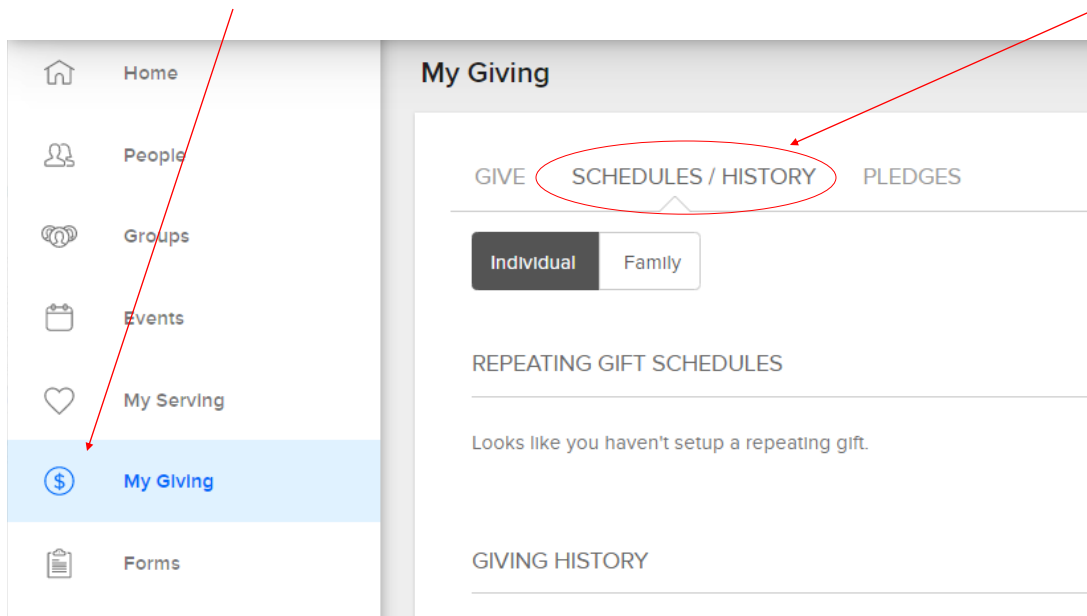 Home
People
Groups
Events
My Serving
My Giving
Forms
My Giving
GIVE SCHEDULES / HISTORY PLEDGES
Individual Family
REPEATING GIFT SCHEDULES
Looks like you haven't setup a repeating gift.
GIVING HISTORY